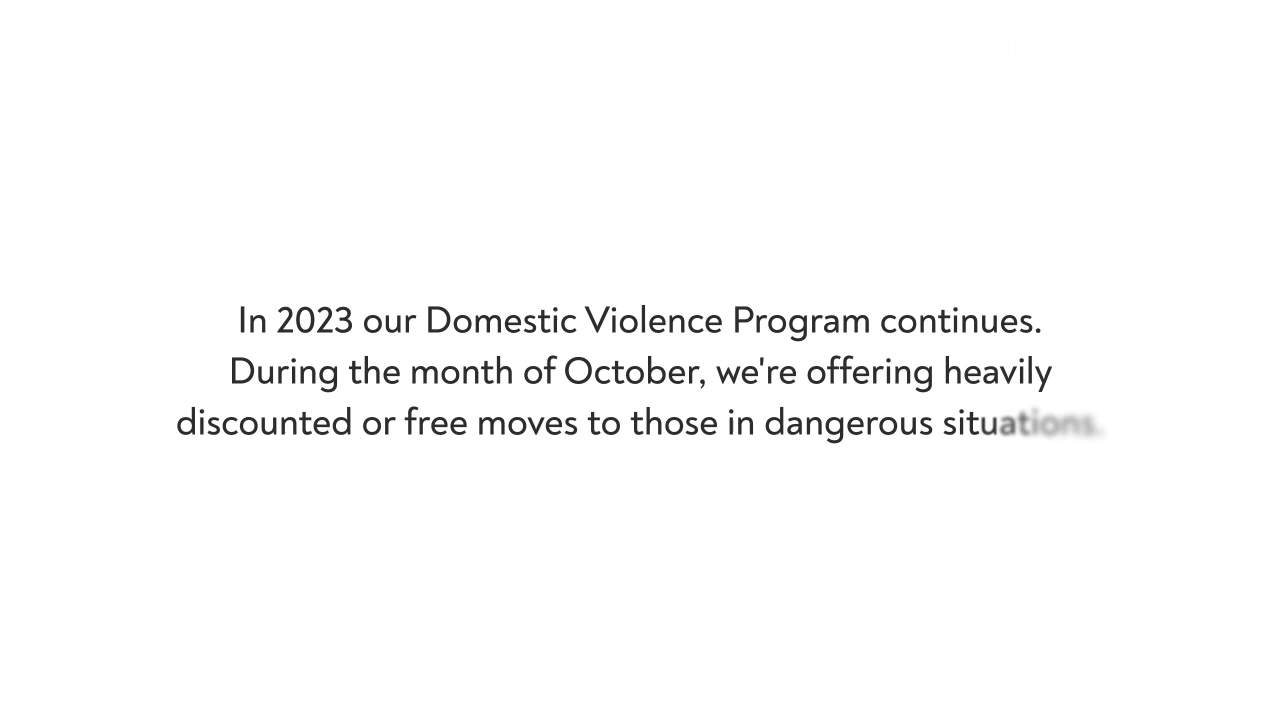 In 2023 our Domestic Violence Program continues.
During the month of October, we're offering heavily
discounted or free moves to those in dangerous situations.